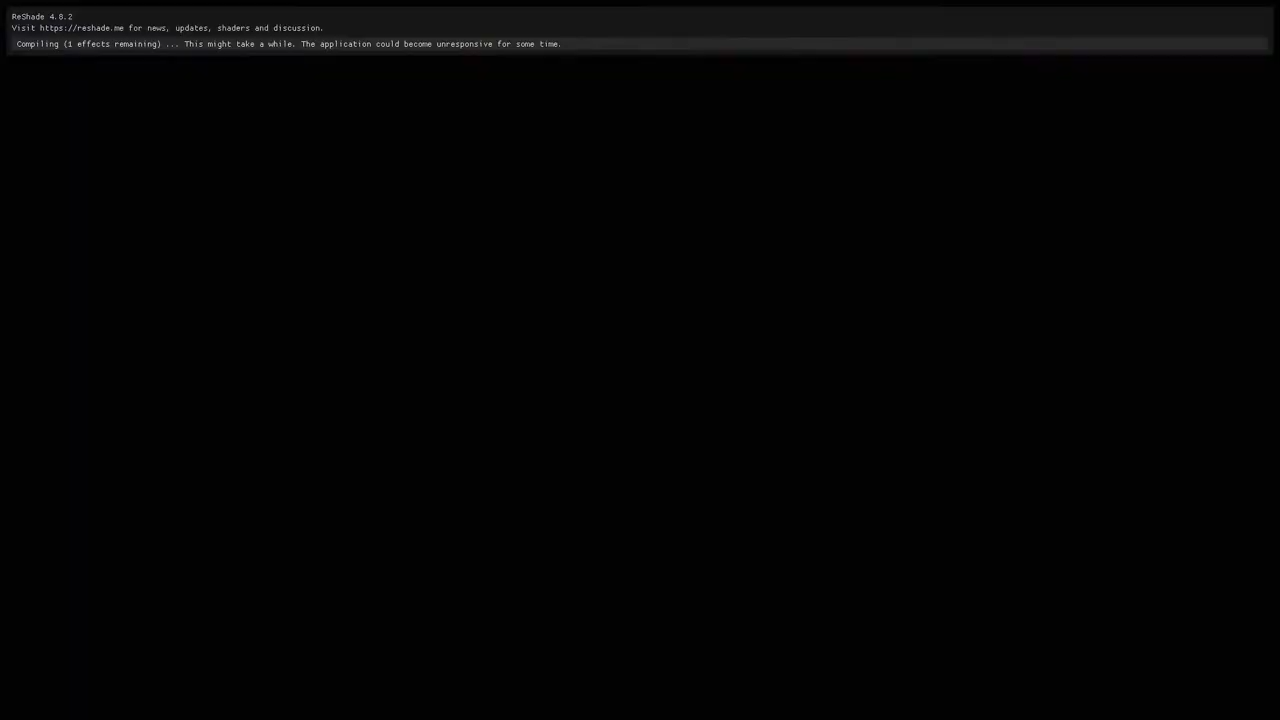 ReShade 4.8.2
Visit https://reshade.me for news, updates, shaders and discussion.
Compiling (1 effects remaining) ... This might take a while. The application could become unresponsive for some time.